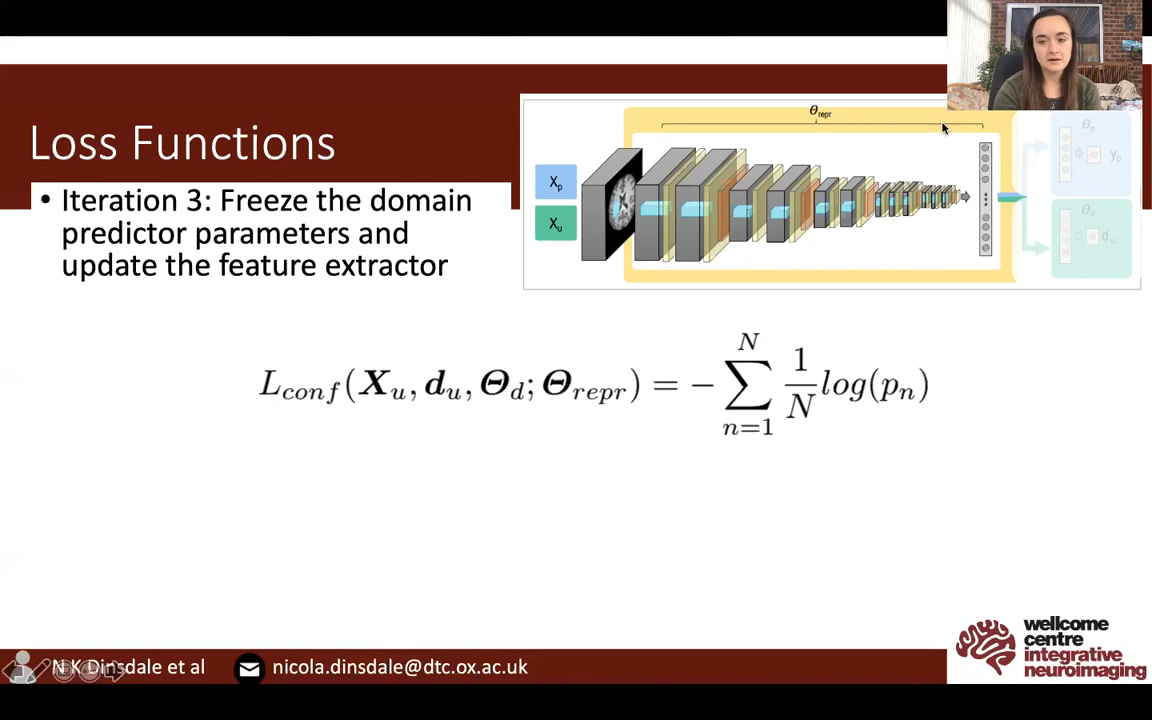 Loss Functions
• Iteration 3: Freeze the domain
predictor parameters and
update the feature extractor
Θrepr
Xp
Xu
Θp
yp
Θd
du
L_conf(X_u, d_u, Θ_d; Θ_repr) = − ∑_{n=1}^{N} \frac{1}{N} log(p_n)
N K Dinsdale et al
nicola.dinsdale@dtc.ox.ac.uk
wellcome
centre
integrative
neuroimaging